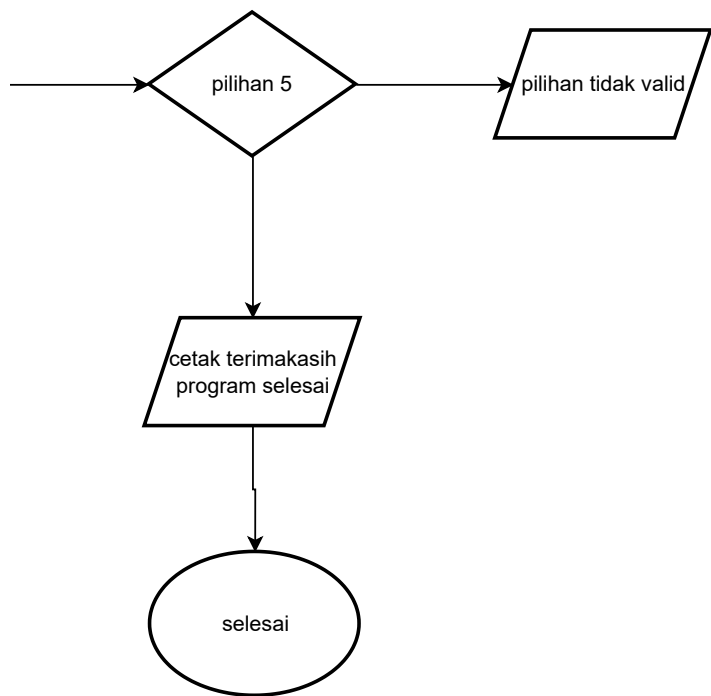 pilihan 5
pilihan tidak valid
cetak terimakasih
program selesai
selesai